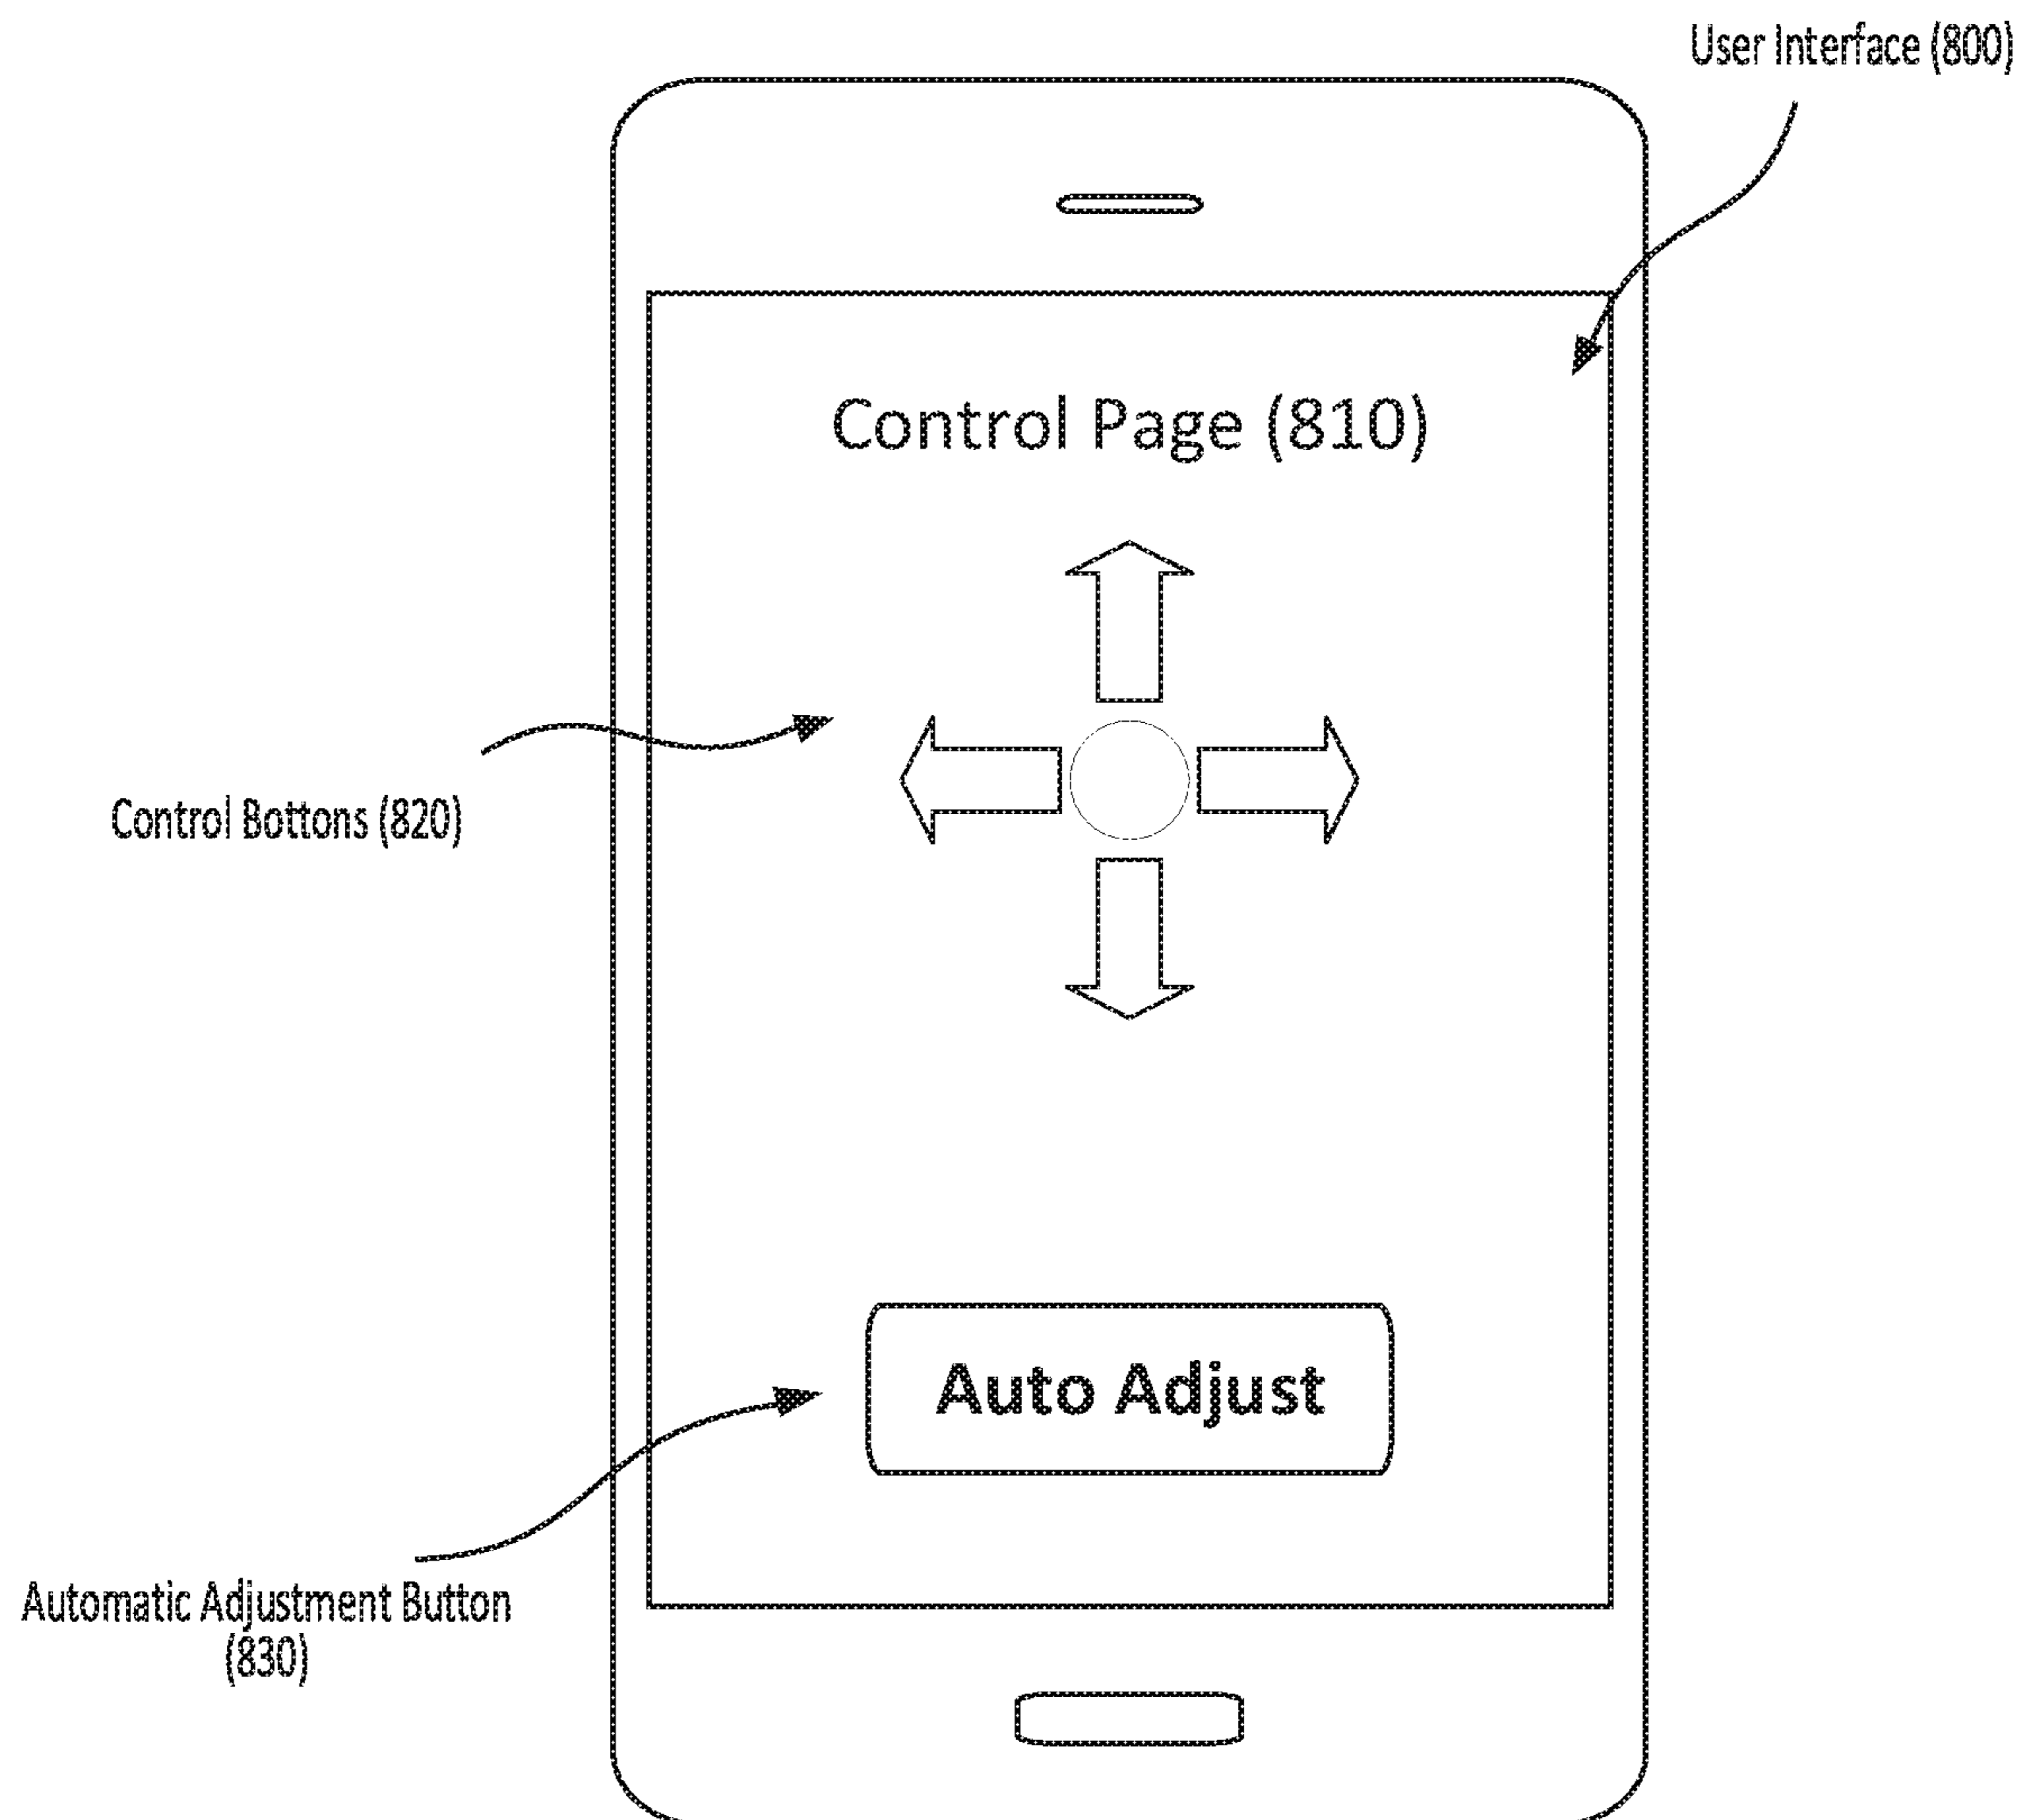 User Interface (800)
Control Page (810)
Control Bottons (820)
Auto Adjust
Automatic Adjustment Button
(830)